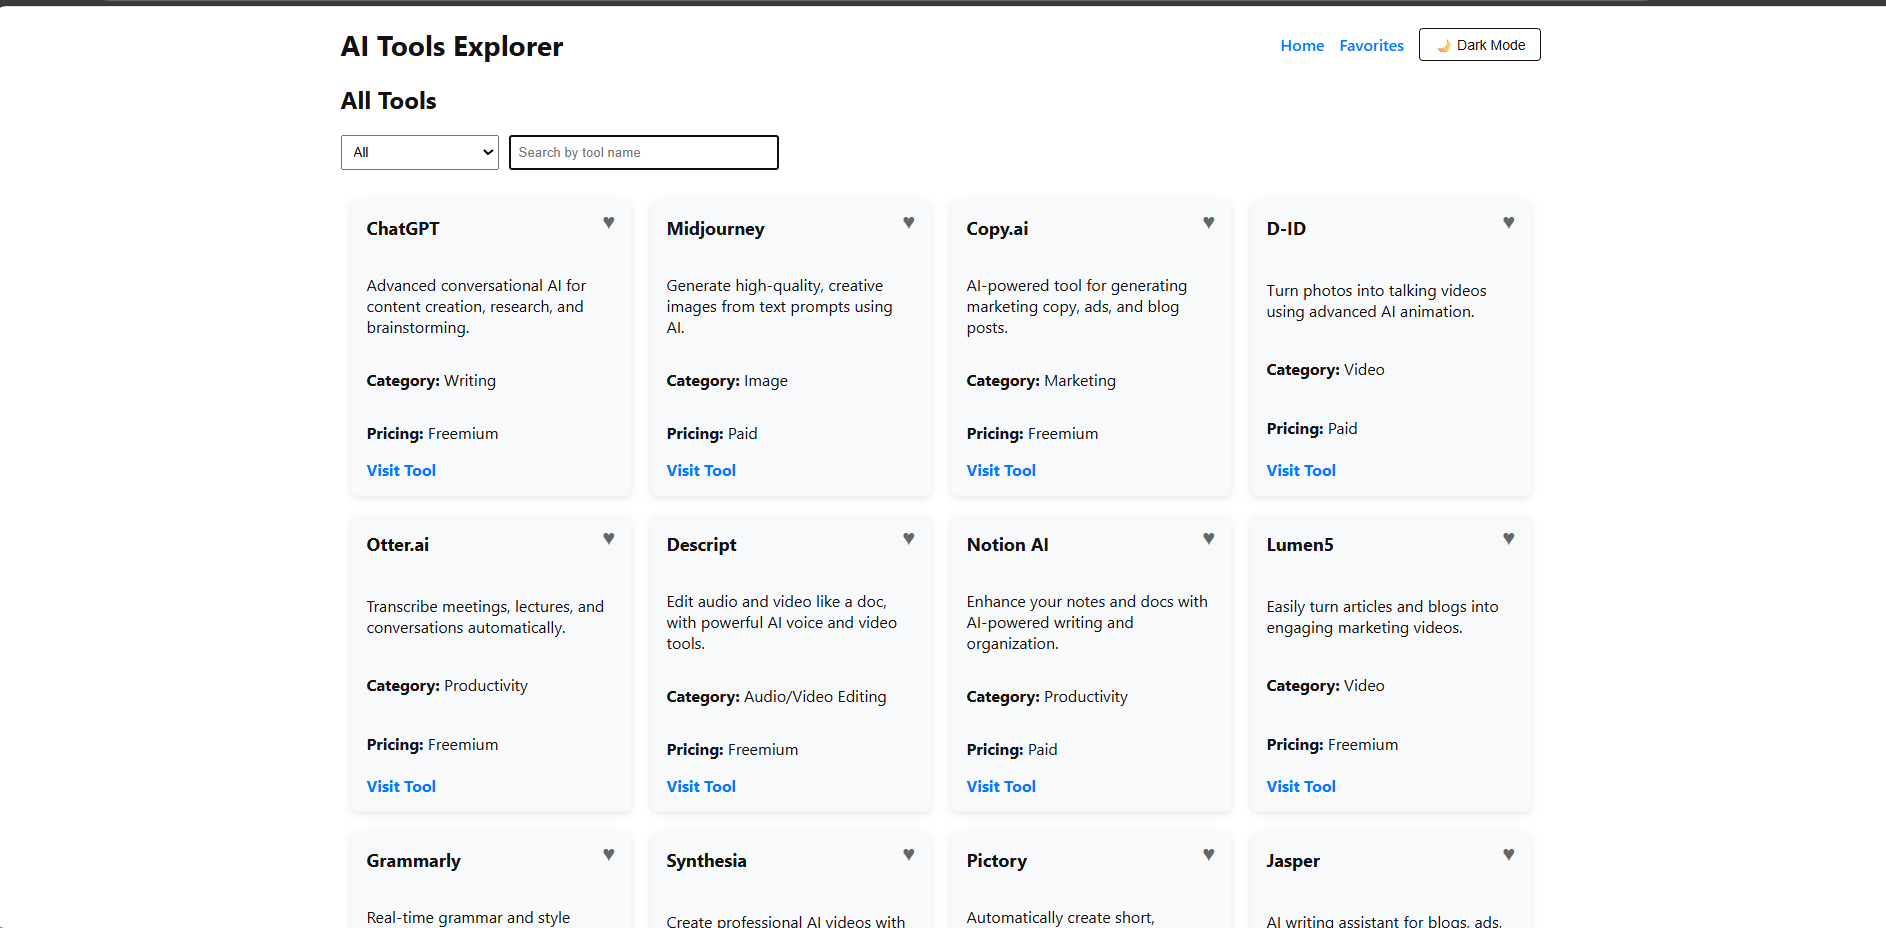 AI Tools Explorer
Home Favorites 🌙 Dark Mode
All Tools
All Search by tool name
ChatGPT ♥
Advanced conversational AI for
content creation, research, and
brainstorming.
Category: Writing
Pricing: Freemium
Visit Tool
Midjourney ♥
Generate high-quality, creative
images from text prompts using
AI.
Category: Image
Pricing: Paid
Visit Tool
Copy.ai ♥
AI-powered tool for generating
marketing copy, ads, and blog
posts.
Category: Marketing
Pricing: Freemium
Visit Tool
D-ID ♥
Turn photos into talking videos
using advanced AI animation.
Category: Video
Pricing: Paid
Visit Tool
Otter.ai ♥
Transcribe meetings, lectures, and
conversations automatically.
Category: Productivity
Pricing: Freemium
Visit Tool
Descript ♥
Edit audio and video like a doc,
with powerful AI voice and video
tools.
Category: Audio/Video Editing
Pricing: Freemium
Visit Tool
Notion AI ♥
Enhance your notes and docs with
AI-powered writing and
organization.
Category: Productivity
Pricing: Paid
Visit Tool
Lumen5 ♥
Easily turn articles and blogs into
engaging marketing videos.
Category: Video
Pricing: Freemium
Visit Tool
Grammarly ♥
Real-time grammar and style
Synthesia ♥
Create professional AI videos with
Pictory ♥
Automatically create short,
Jasper ♥
AI writing assistant for blogs, ads,